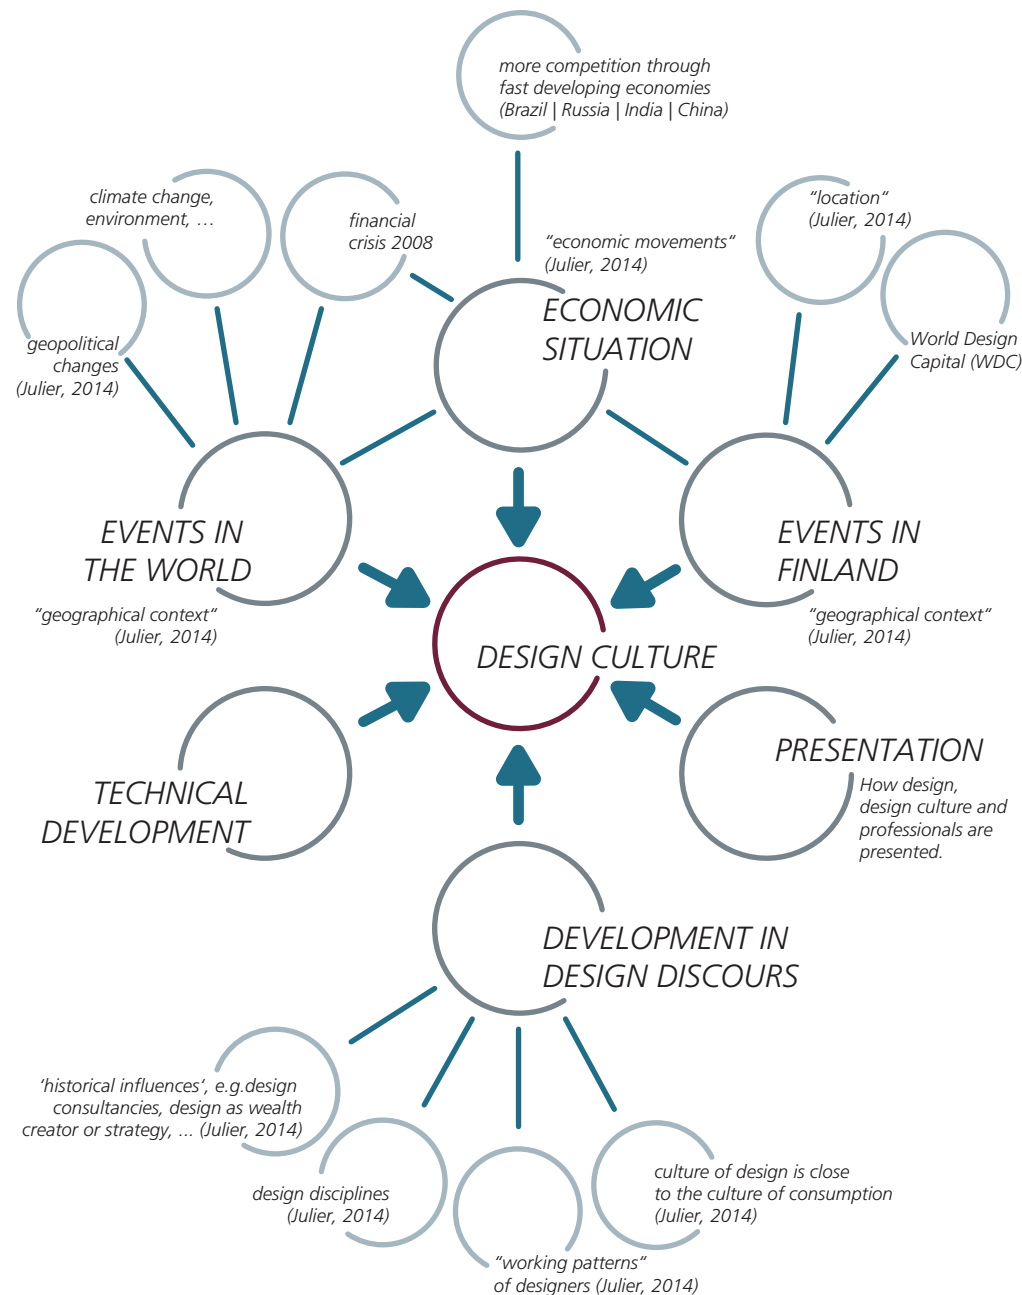 more competition through
fast developing economies
(Brazil | Russia | India | China)
climate change,
environment, …
financial
crisis 2008
“location“
(Julier, 2014)
“economic movements“
(Julier, 2014)
ECONOMIC
SITUATION
geopolitical
changes
(Julier, 2014)
World Design
Capital (WDC)
EVENTS IN
THE WORLD
“geographical context“
(Julier, 2014)
EVENTS IN
FINLAND
“geographical context“
(Julier, 2014)
DESIGN CULTURE
TECHNICAL
DEVELOPMENT
PRESENTATION
How design,
design culture and
professionals are
presented.
DEVELOPMENT IN
DESIGN DISCOURS
‘historical influences‘, e.g.design
consultancies, design as wealth
creator or strategy, ... (Julier, 2014)
design disciplines
(Julier, 2014)
“working patterns“
of designers (Julier, 2014)
culture of design is close
to the culture of consumption
(Julier, 2014)